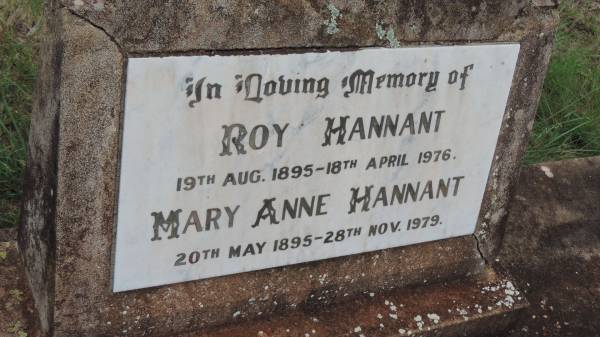 In Loving Memory of
ROY HANNANT
19TH AUG. 1895-18TH APRIL 1976.
MARY ANNE HANNANT
20TH MAY 1895-28TH NOV. 1979.